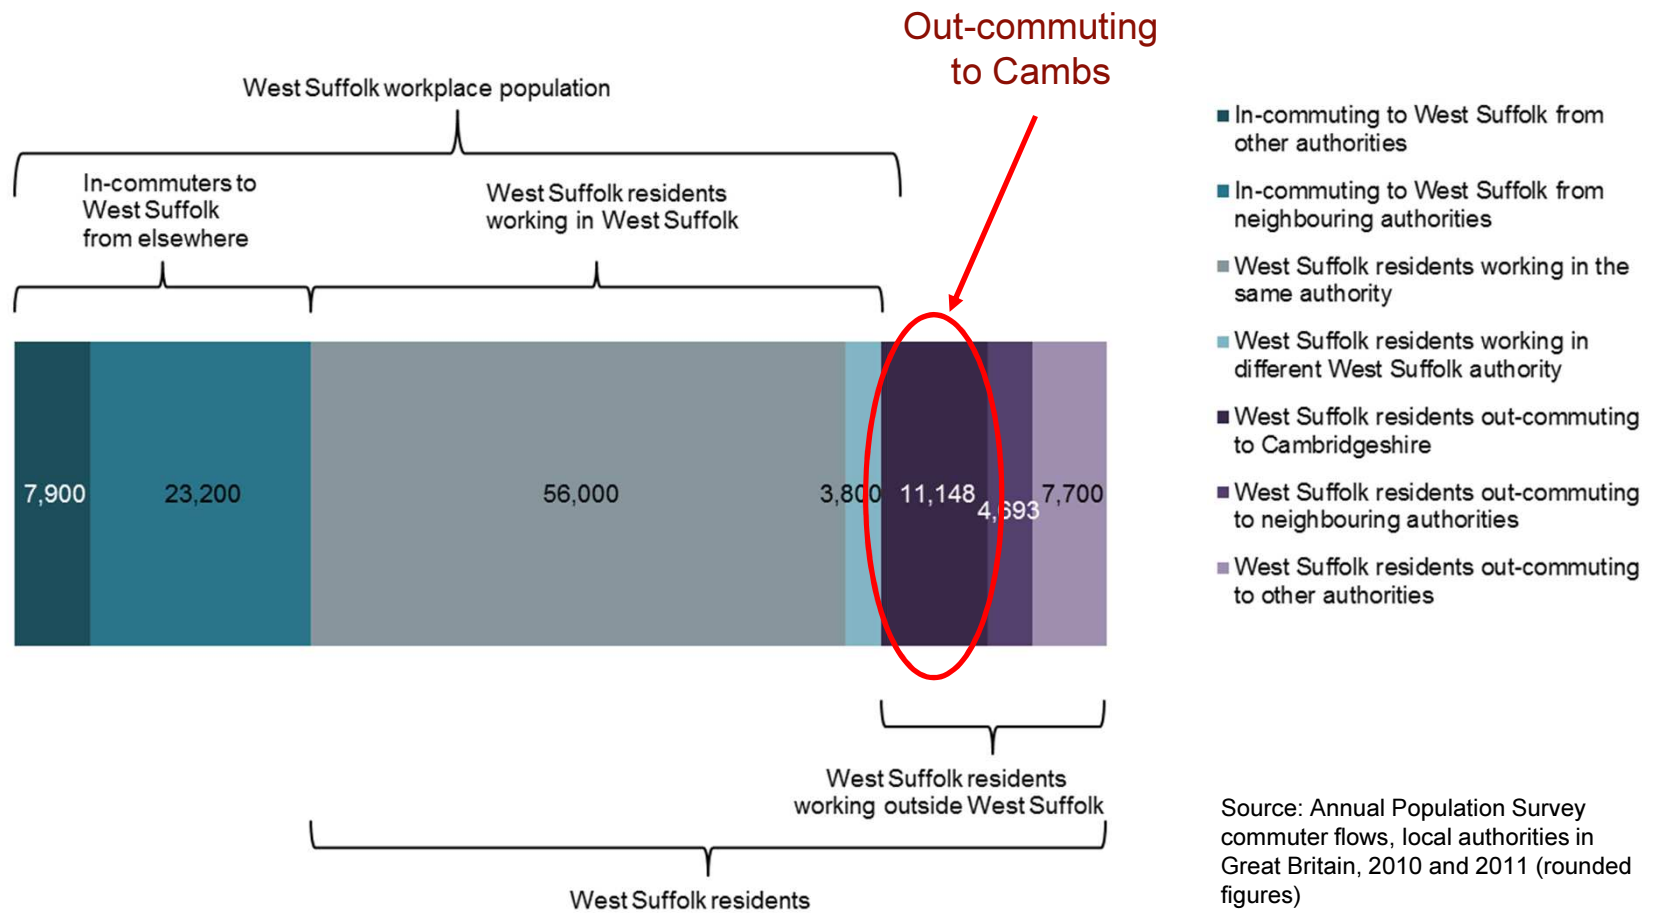 Out-commuting
to Cambs
West Suffolk workplace population
In-commuters to
West Suffolk
from elsewhere
West Suffolk residents
working in West Suffolk
7,900
23,200
56,000
3,800
11,148
4,693
7,700
West Suffolk residents
working outside West Suffolk
West Suffolk residents
In-commuting to West Suffolk from
other authorities
In-commuting to West Suffolk from
neighbouring authorities
West Suffolk residents working in the
same authority
West Suffolk residents working in
different West Suffolk authority
West Suffolk residents out-commuting
to Cambridgeshire
West Suffolk residents out-commuting
to neighbouring authorities
West Suffolk residents out-commuting
to other authorities
Source: Annual Population Survey
commuter flows, local authorities in
Great Britain, 2010 and 2011 (rounded
figures)